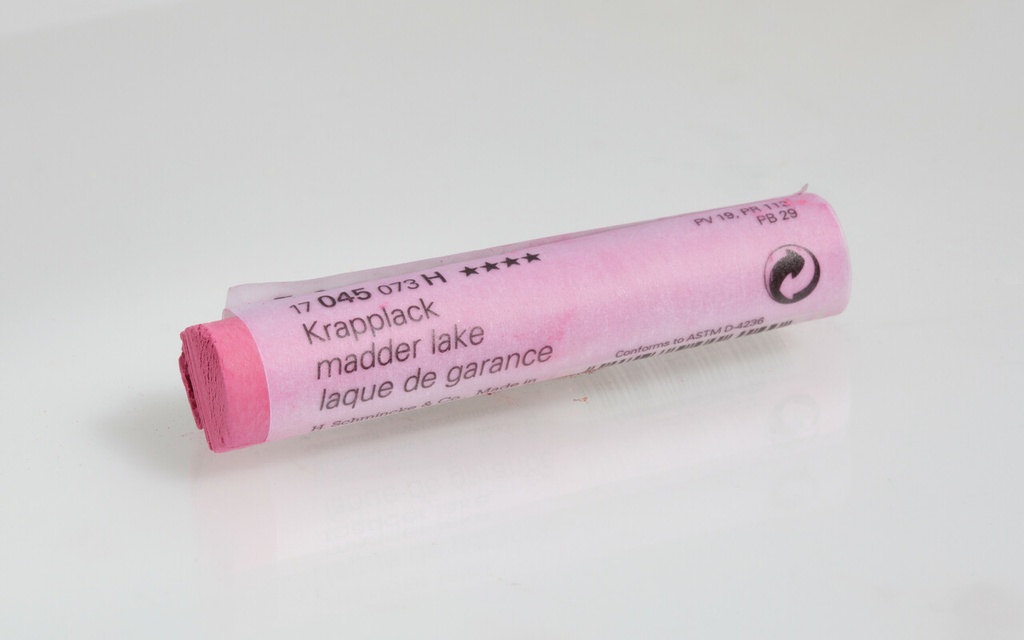 17 045 073 H ★★★★
Krapplack
madder lake
laque de garance
H. Schmincke & Co., Made in
PV 19, PR 112
PB 29
Conforms to ASTM D-4236